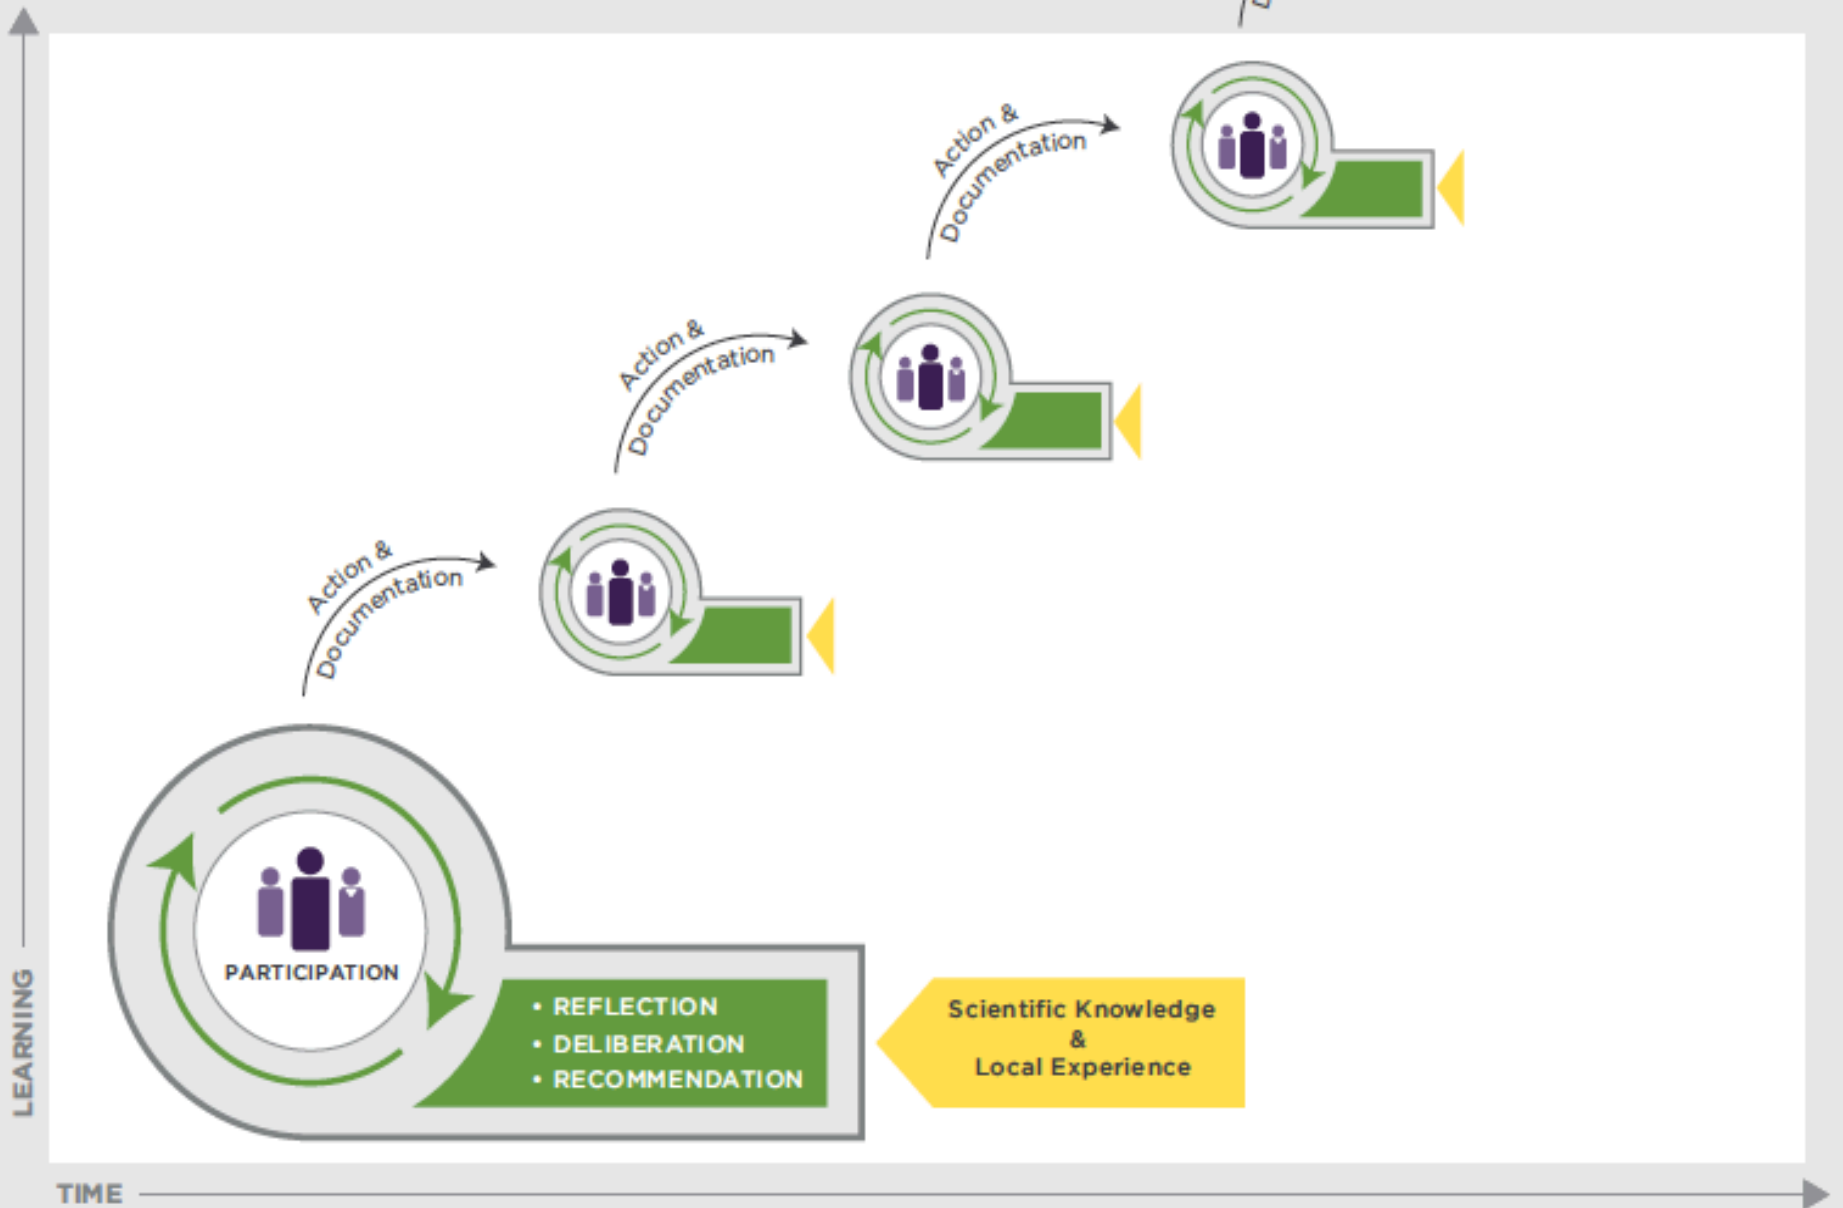 Action &
Documentation
Action &
Documentation
Action &
Documentation
PARTICIPATION
• REFLECTION
• DELIBERATION
• RECOMMENDATION
Scientific Knowledge
&
Local Experience
LEARNING
TIME